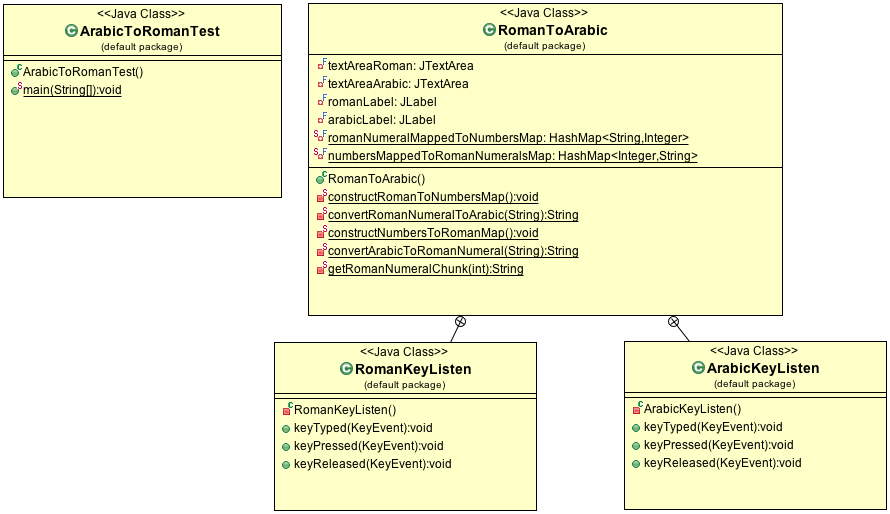 <<Java Class>>
ArabicToRomanTest
(default package)
ArabicToRomanTest()
main(String[]):void
<<Java Class>>
RomanToArabic
(default package)
textAreaRoman: JTextArea
textAreaArabic: JTextArea
romanLabel: JLabel
arabicLabel: JLabel
romanNumeralMappedToNumbersMap: HashMap<String,Integer>
numbersMappedToRomanNumeralsMap: HashMap<Integer,String>
RomanToArabic()
constructRomanToNumbersMap():void
convertRomanNumeralToArabic(String):String
constructNumbersToRomanMap():void
convertArabicToRomanNumeral(String):String
getRomanNumeralChunk(int):String
<<Java Class>>
RomanKeyListen
(default package)
RomanKeyListen()
keyTyped(KeyEvent):void
keyPressed(KeyEvent):void
keyReleased(KeyEvent):void
<<Java Class>>
ArabicKeyListen
(default package)
ArabicKeyListen()
keyTyped(KeyEvent):void
keyPressed(KeyEvent):void
keyReleased(KeyEvent):void